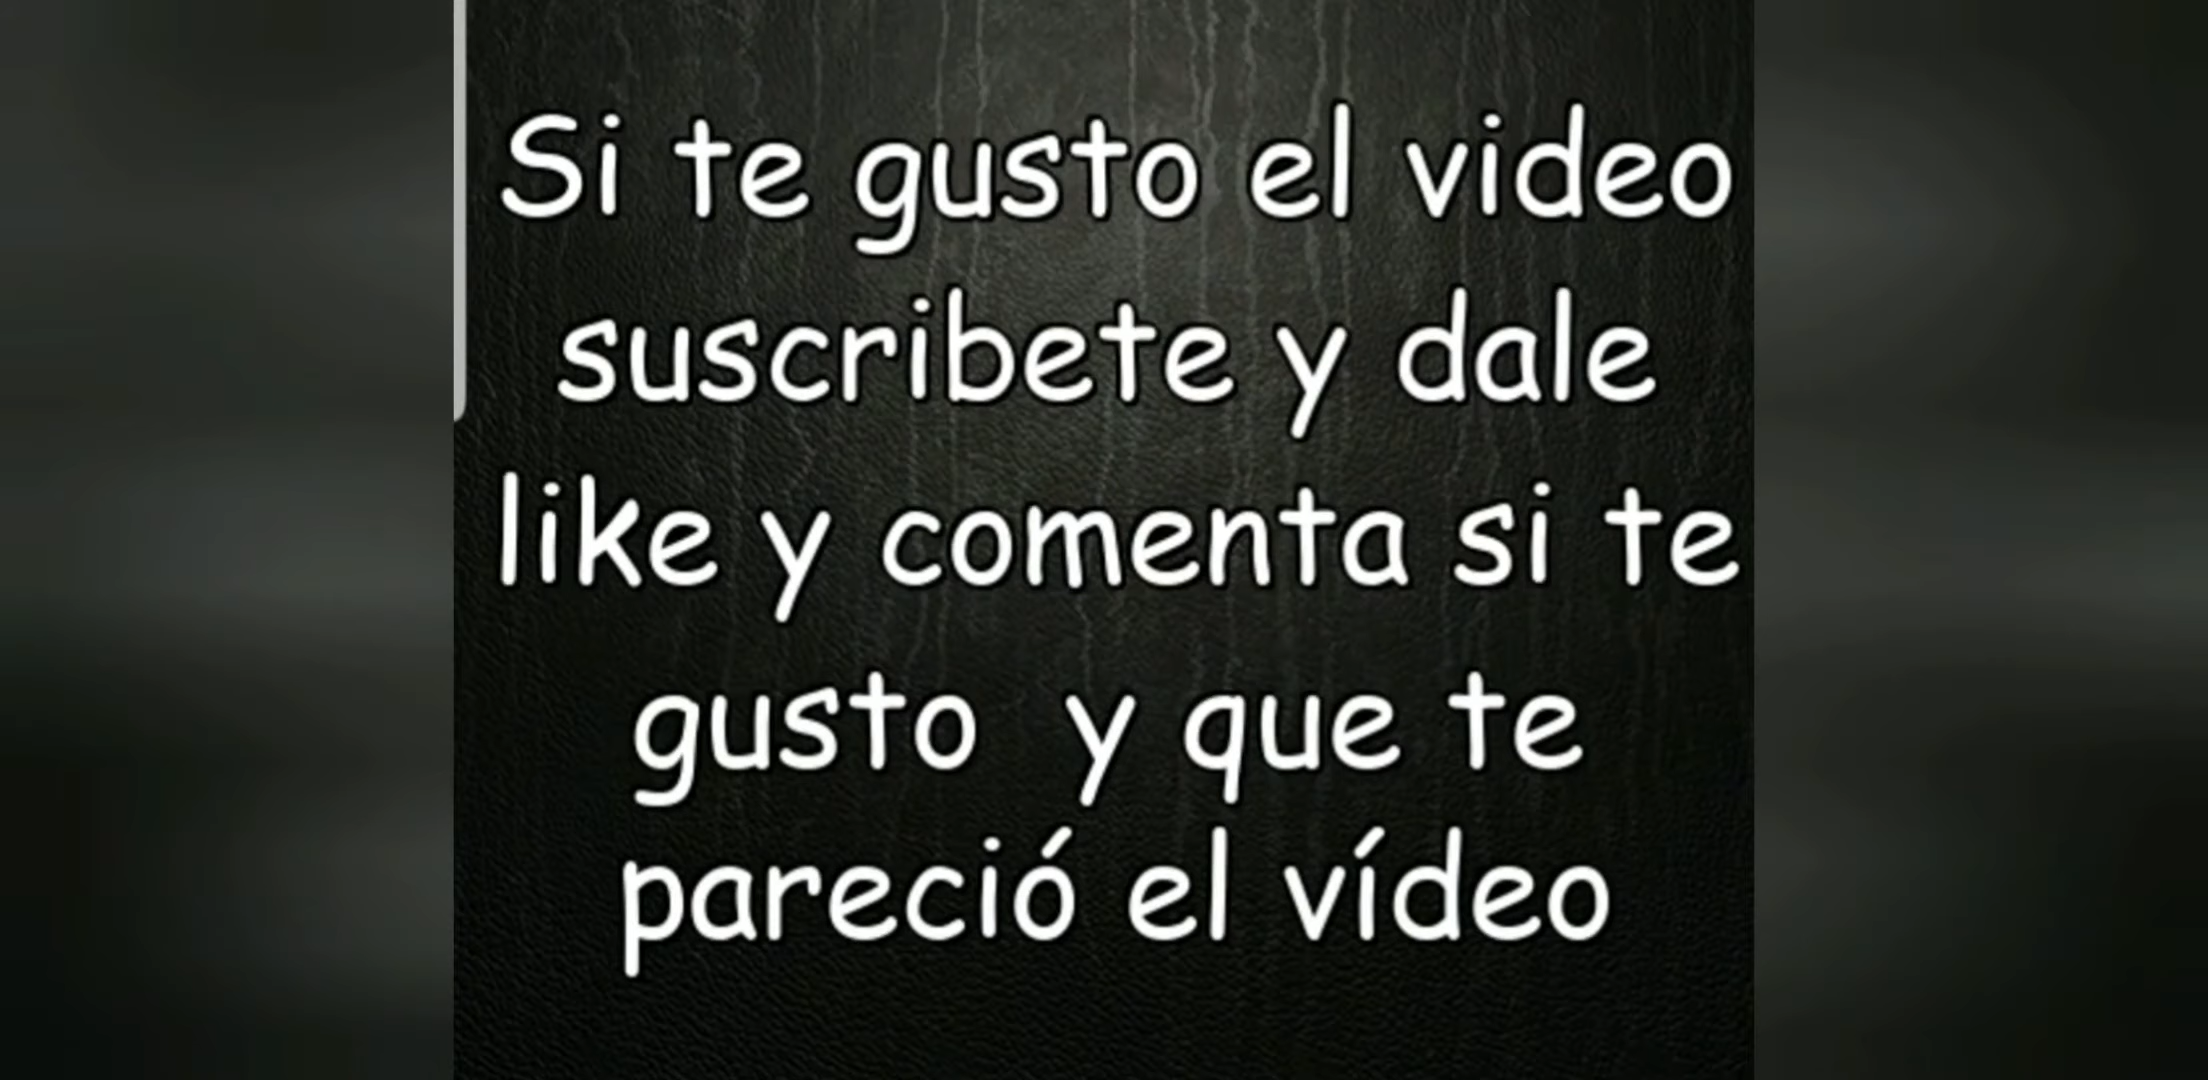 Si te gusto el video
suscribete y dale
like y comenta si te
gusto y que te
pareció el vídeo